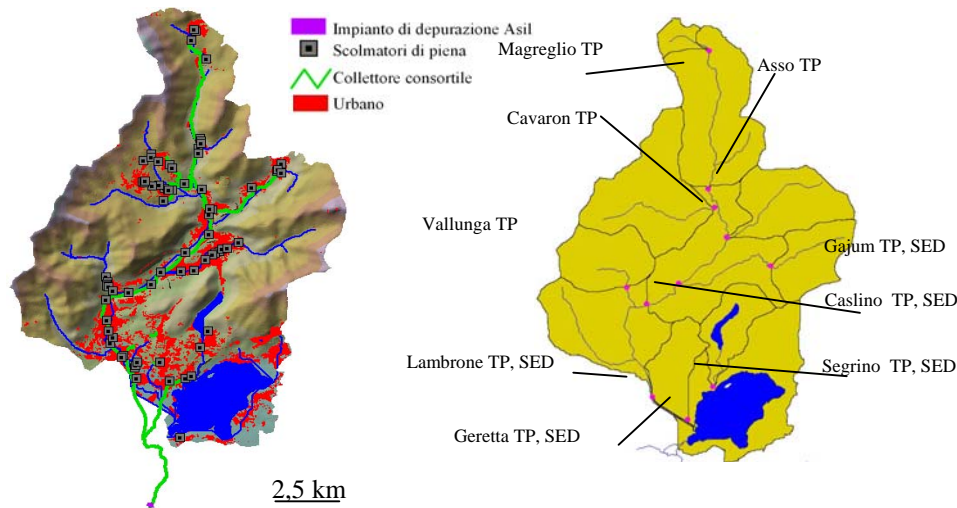 Impianto di depurazione Asil
Scolmatori di piena
Collettore consortile
Urbano
2,5 km
Magreglio TP
Asso TP
Cavaron TP
Vallunga TP
Gajum TP, SED
Caslino  TP, SED
Lambrone TP, SED
Segrino  TP, SED
Geretta TP, SED